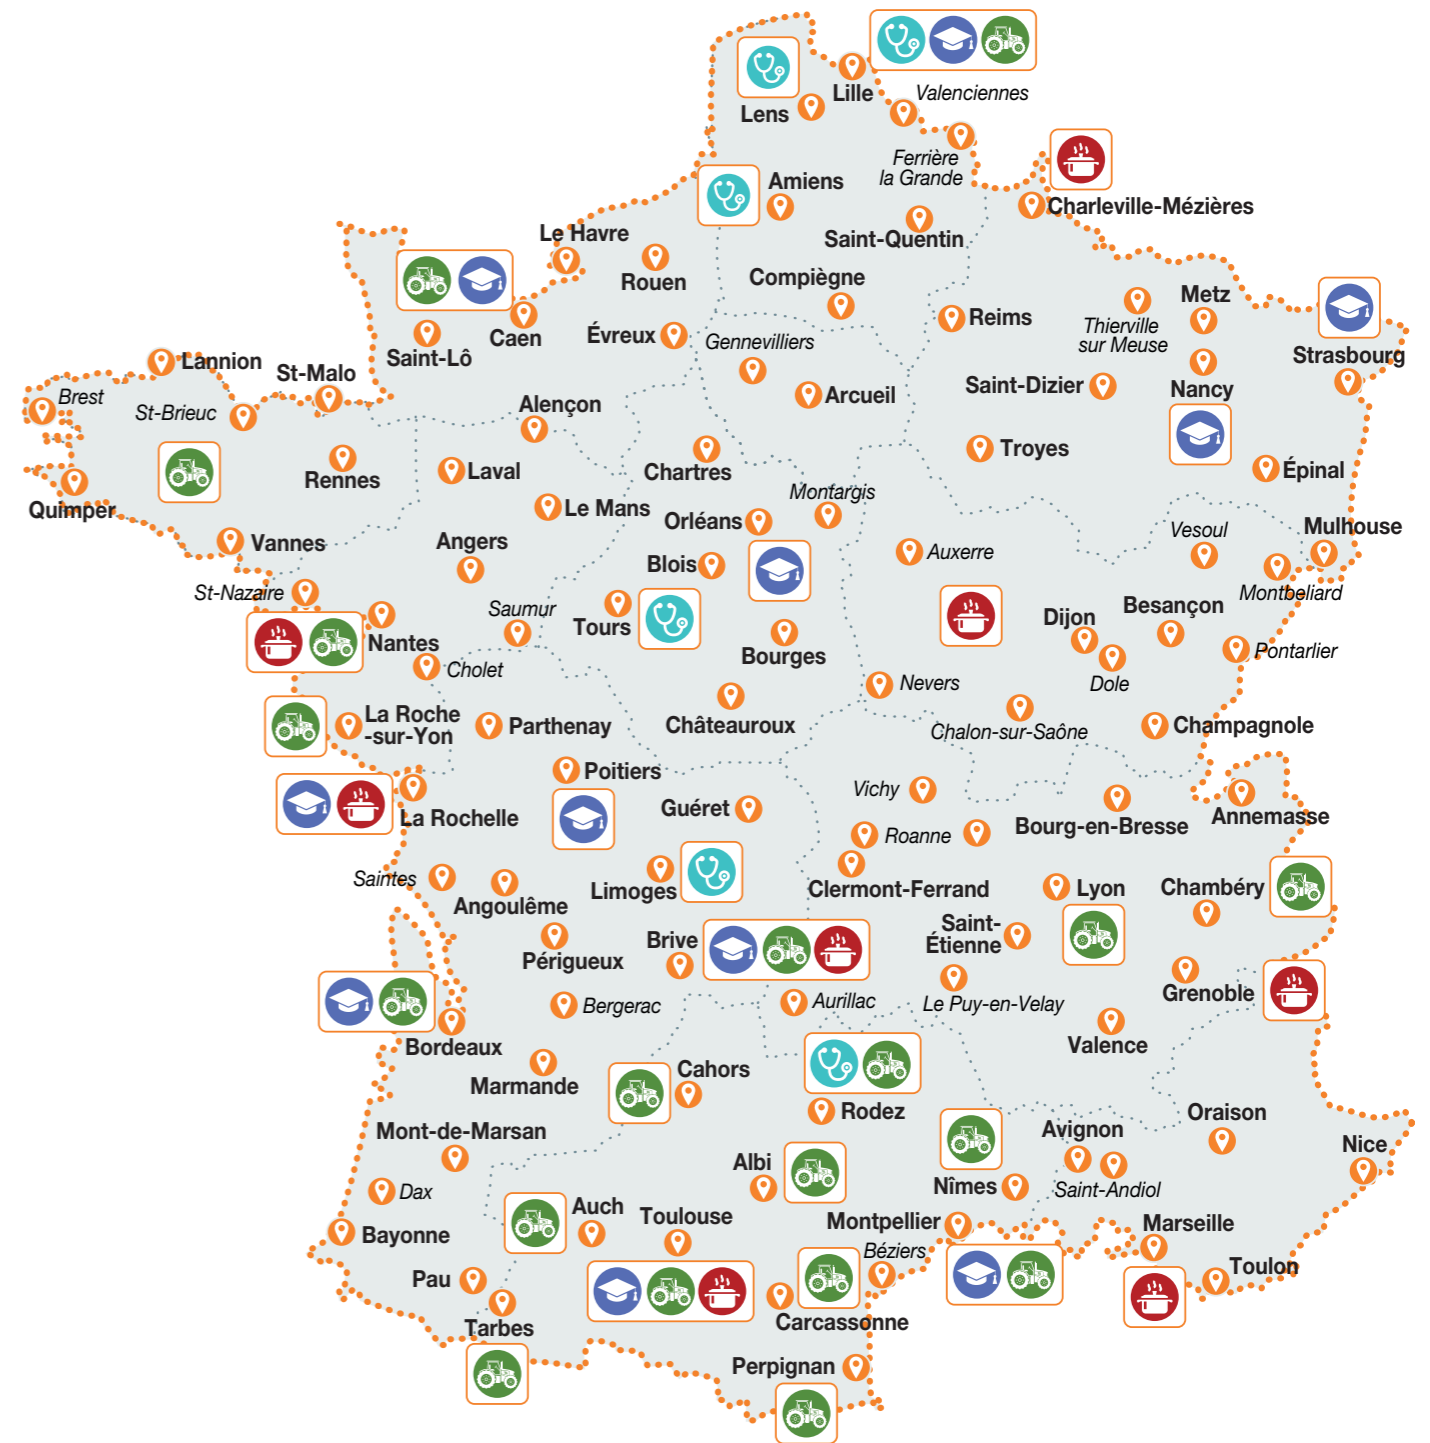 Lille
Valenciennes
Lens
Ferrière
la Grande
Amiens
Charleville-Mézières
Le Havre
Saint-Quentin
Rouen
Compiègne
Metz
Reims
Thierville
sur Meuse
Caen
Évreux
Gennevilliers
Saint-Lô
Strasbourg
Lannion
St-Malo
Saint-Dizier
Nancy
Brest
St-Brieuc
Alençon
Arcueil
Troyes
Rennes
Laval
Chartres
Épinal
Quimper
Le Mans
Montargis
Orléans
Mulhouse
Vesoul
Vannes
Angers
Auxerre
Blois
St-Nazaire
Montbeliard
Saumur
Besançon
Dijon
Tours
Nantes
Bourges
Pontarlier
Cholet
Nevers
Dole
La Roche
-sur-Yon
Parthenay
Châteauroux
Chalon-sur-Saône
Champagnole
Poitiers
Vichy
Guéret
La Rochelle
Bourg-en-Bresse
Annemasse
Roanne
Saintes
Limoges
Clermont-Ferrand
Lyon
Chambéry
Angoulême
Saint-
Étienne
Brive
Périgueux
Bergerac
Aurillac
Le Puy-en-Velay
Grenoble
Bordeaux
Valence
Marmande
Cahors
Rodez
Oraison
Mont-de-Marsan
Avignon
Nice
Albi
Dax
Nîmes
Saint-Andiol
Auch
Toulouse
Montpellier
Marseille
Bayonne
Béziers
Toulon
Pau
Carcassonne
Tarbes
Perpignan